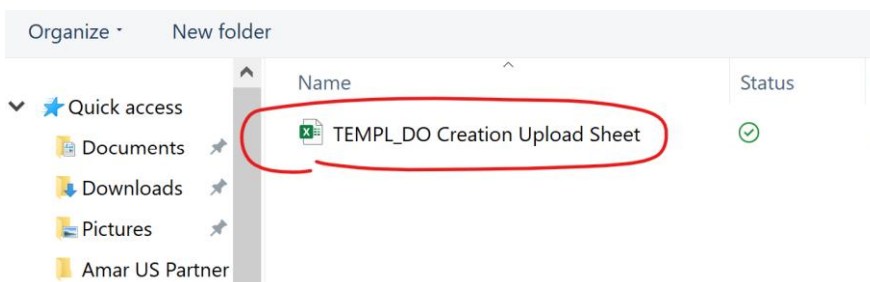 Organize New folder
Name Status
Quick access
TEMPL_DO Creation Upload Sheet
Documents
Downloads
Pictures
Amar US Partner